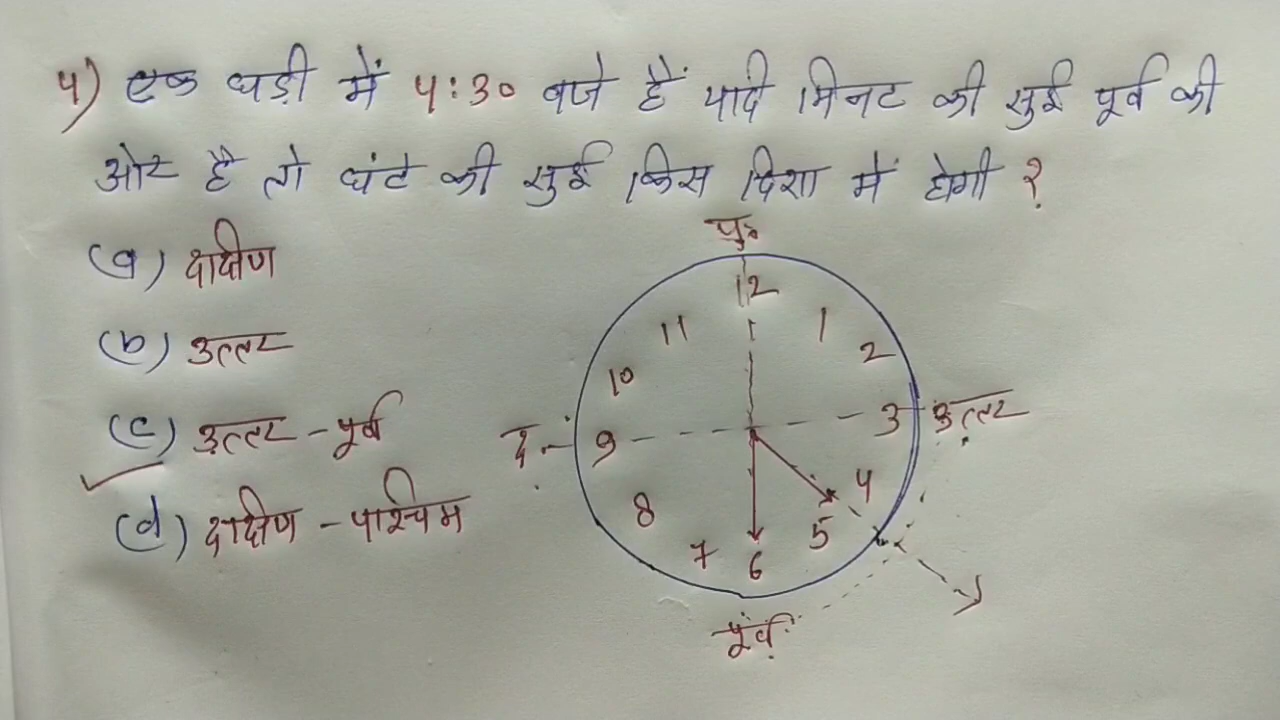 4) एक घड़ी में 4:30 बजे हैं यदि मिनट की सुई पूर्व की
ओर है तो घंटे की सुई किस दिशा में होगी ?
(a) दक्षिण
(b) उत्तर
(c) उत्तर - पूर्व
(d) दक्षिण - पश्चिम
प०
12
11
1
2
10
9
3
उत्तर
द.
8
4
7
5
6
पूर्व